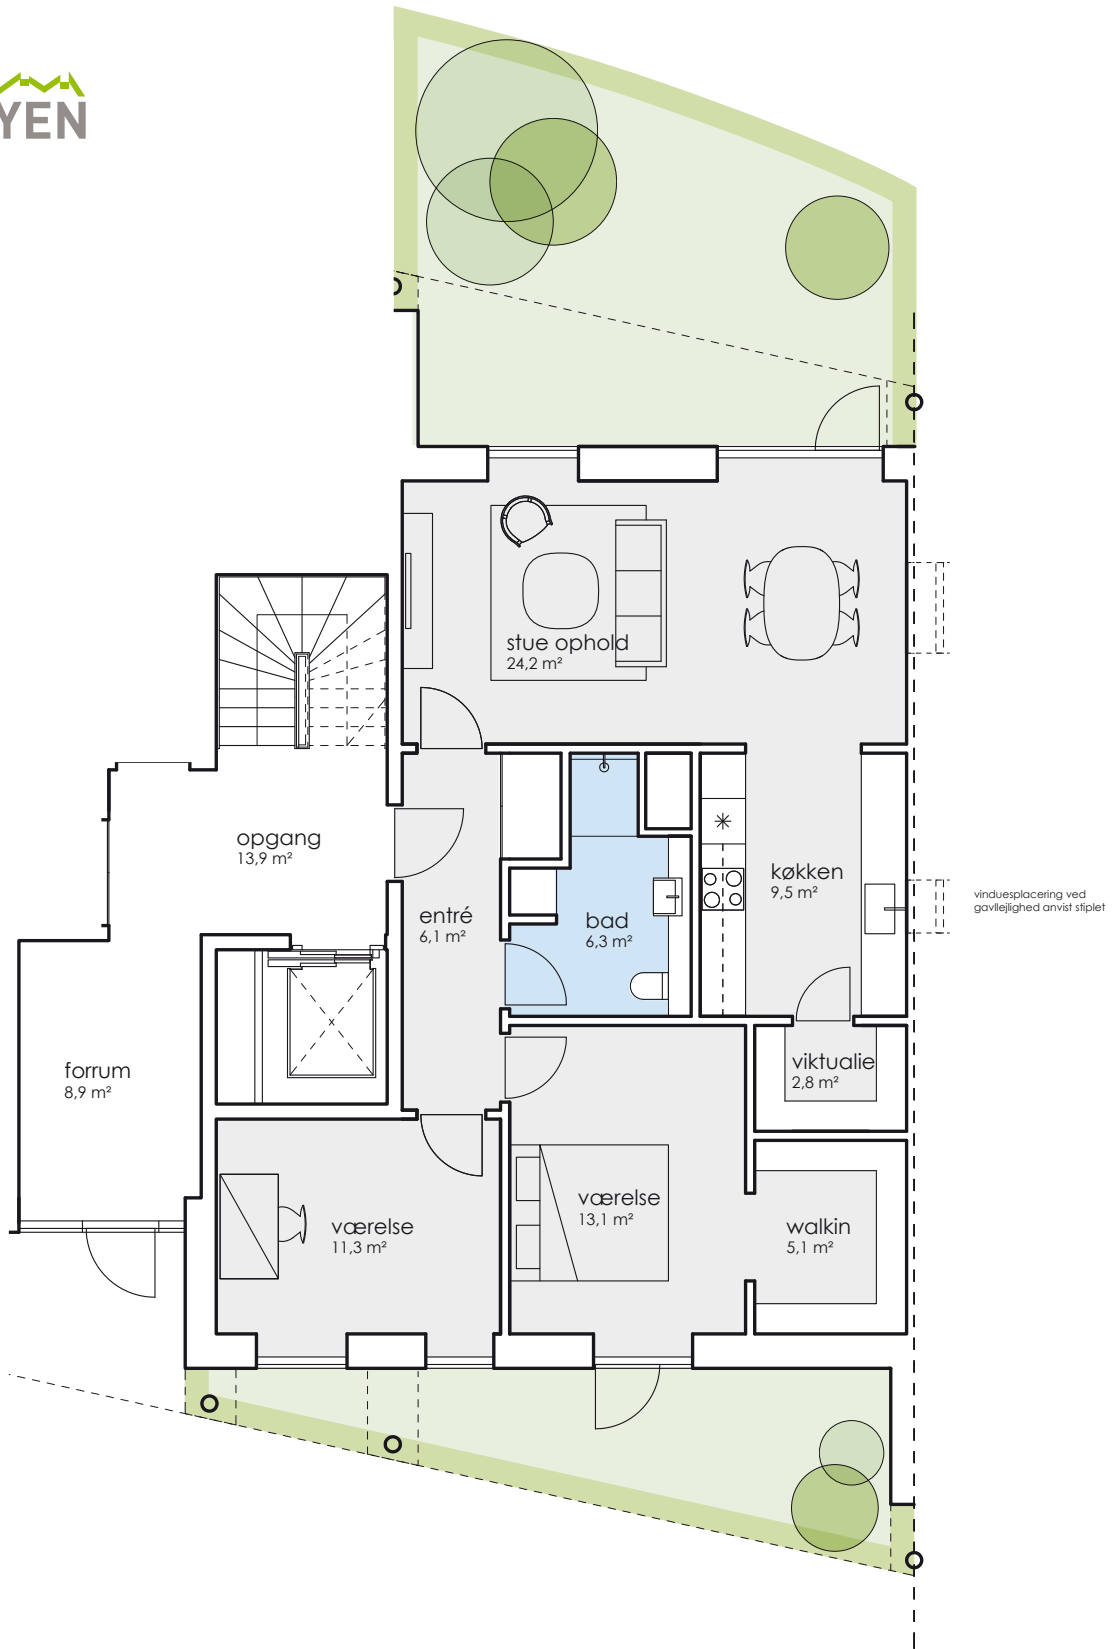 YEN
stue ophold
24,2 m²
opgang
13,9 m²
køkken
9,5 m²
vinduesplacering ved
gavllejlighed anvist stiplet
entré
6,1 m²
bad
6,3 m²
forrum
8,9 m²
viktualie
2,8 m²
værelse
13,1 m²
værelse
11,3 m²
walkin
5,1 m²